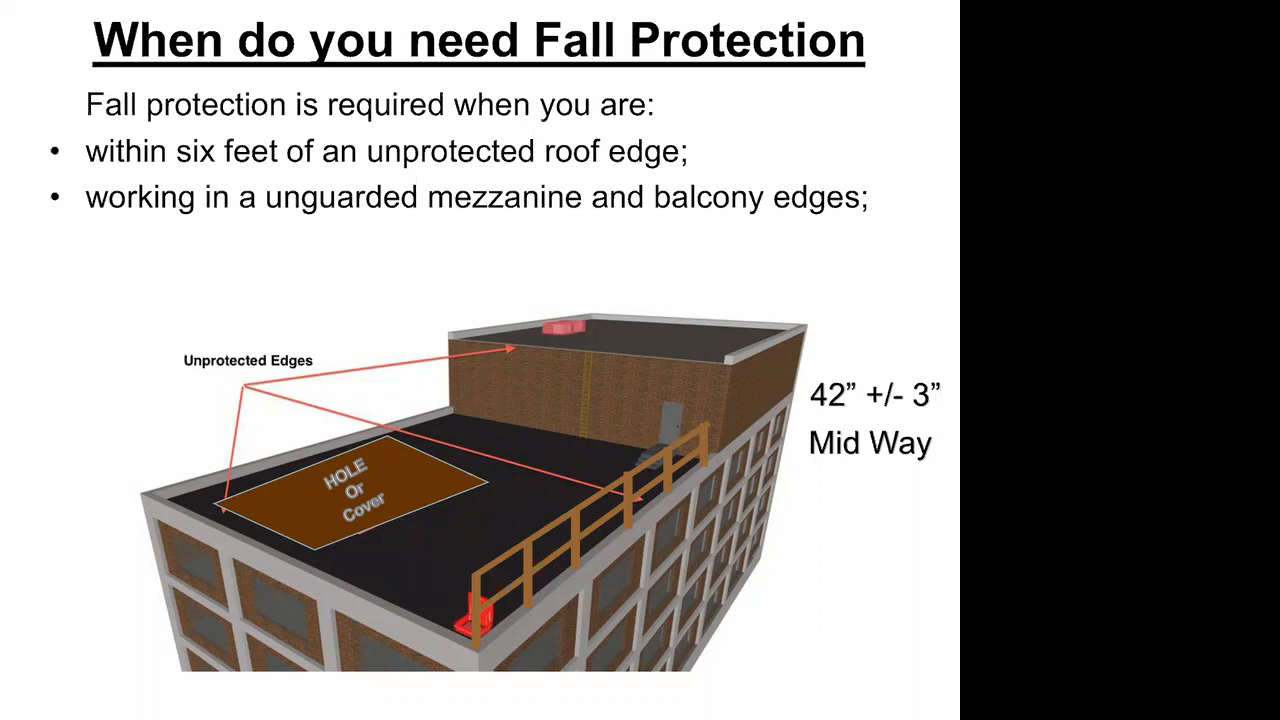 When do you need Fall Protection
Fall protection is required when you are:
• within six feet of an unprotected roof edge;
• working in a unguarded mezzanine and balcony edges;
Unprotected Edges
42” +/- 3”
Mid Way
HOLE
Or
Cover